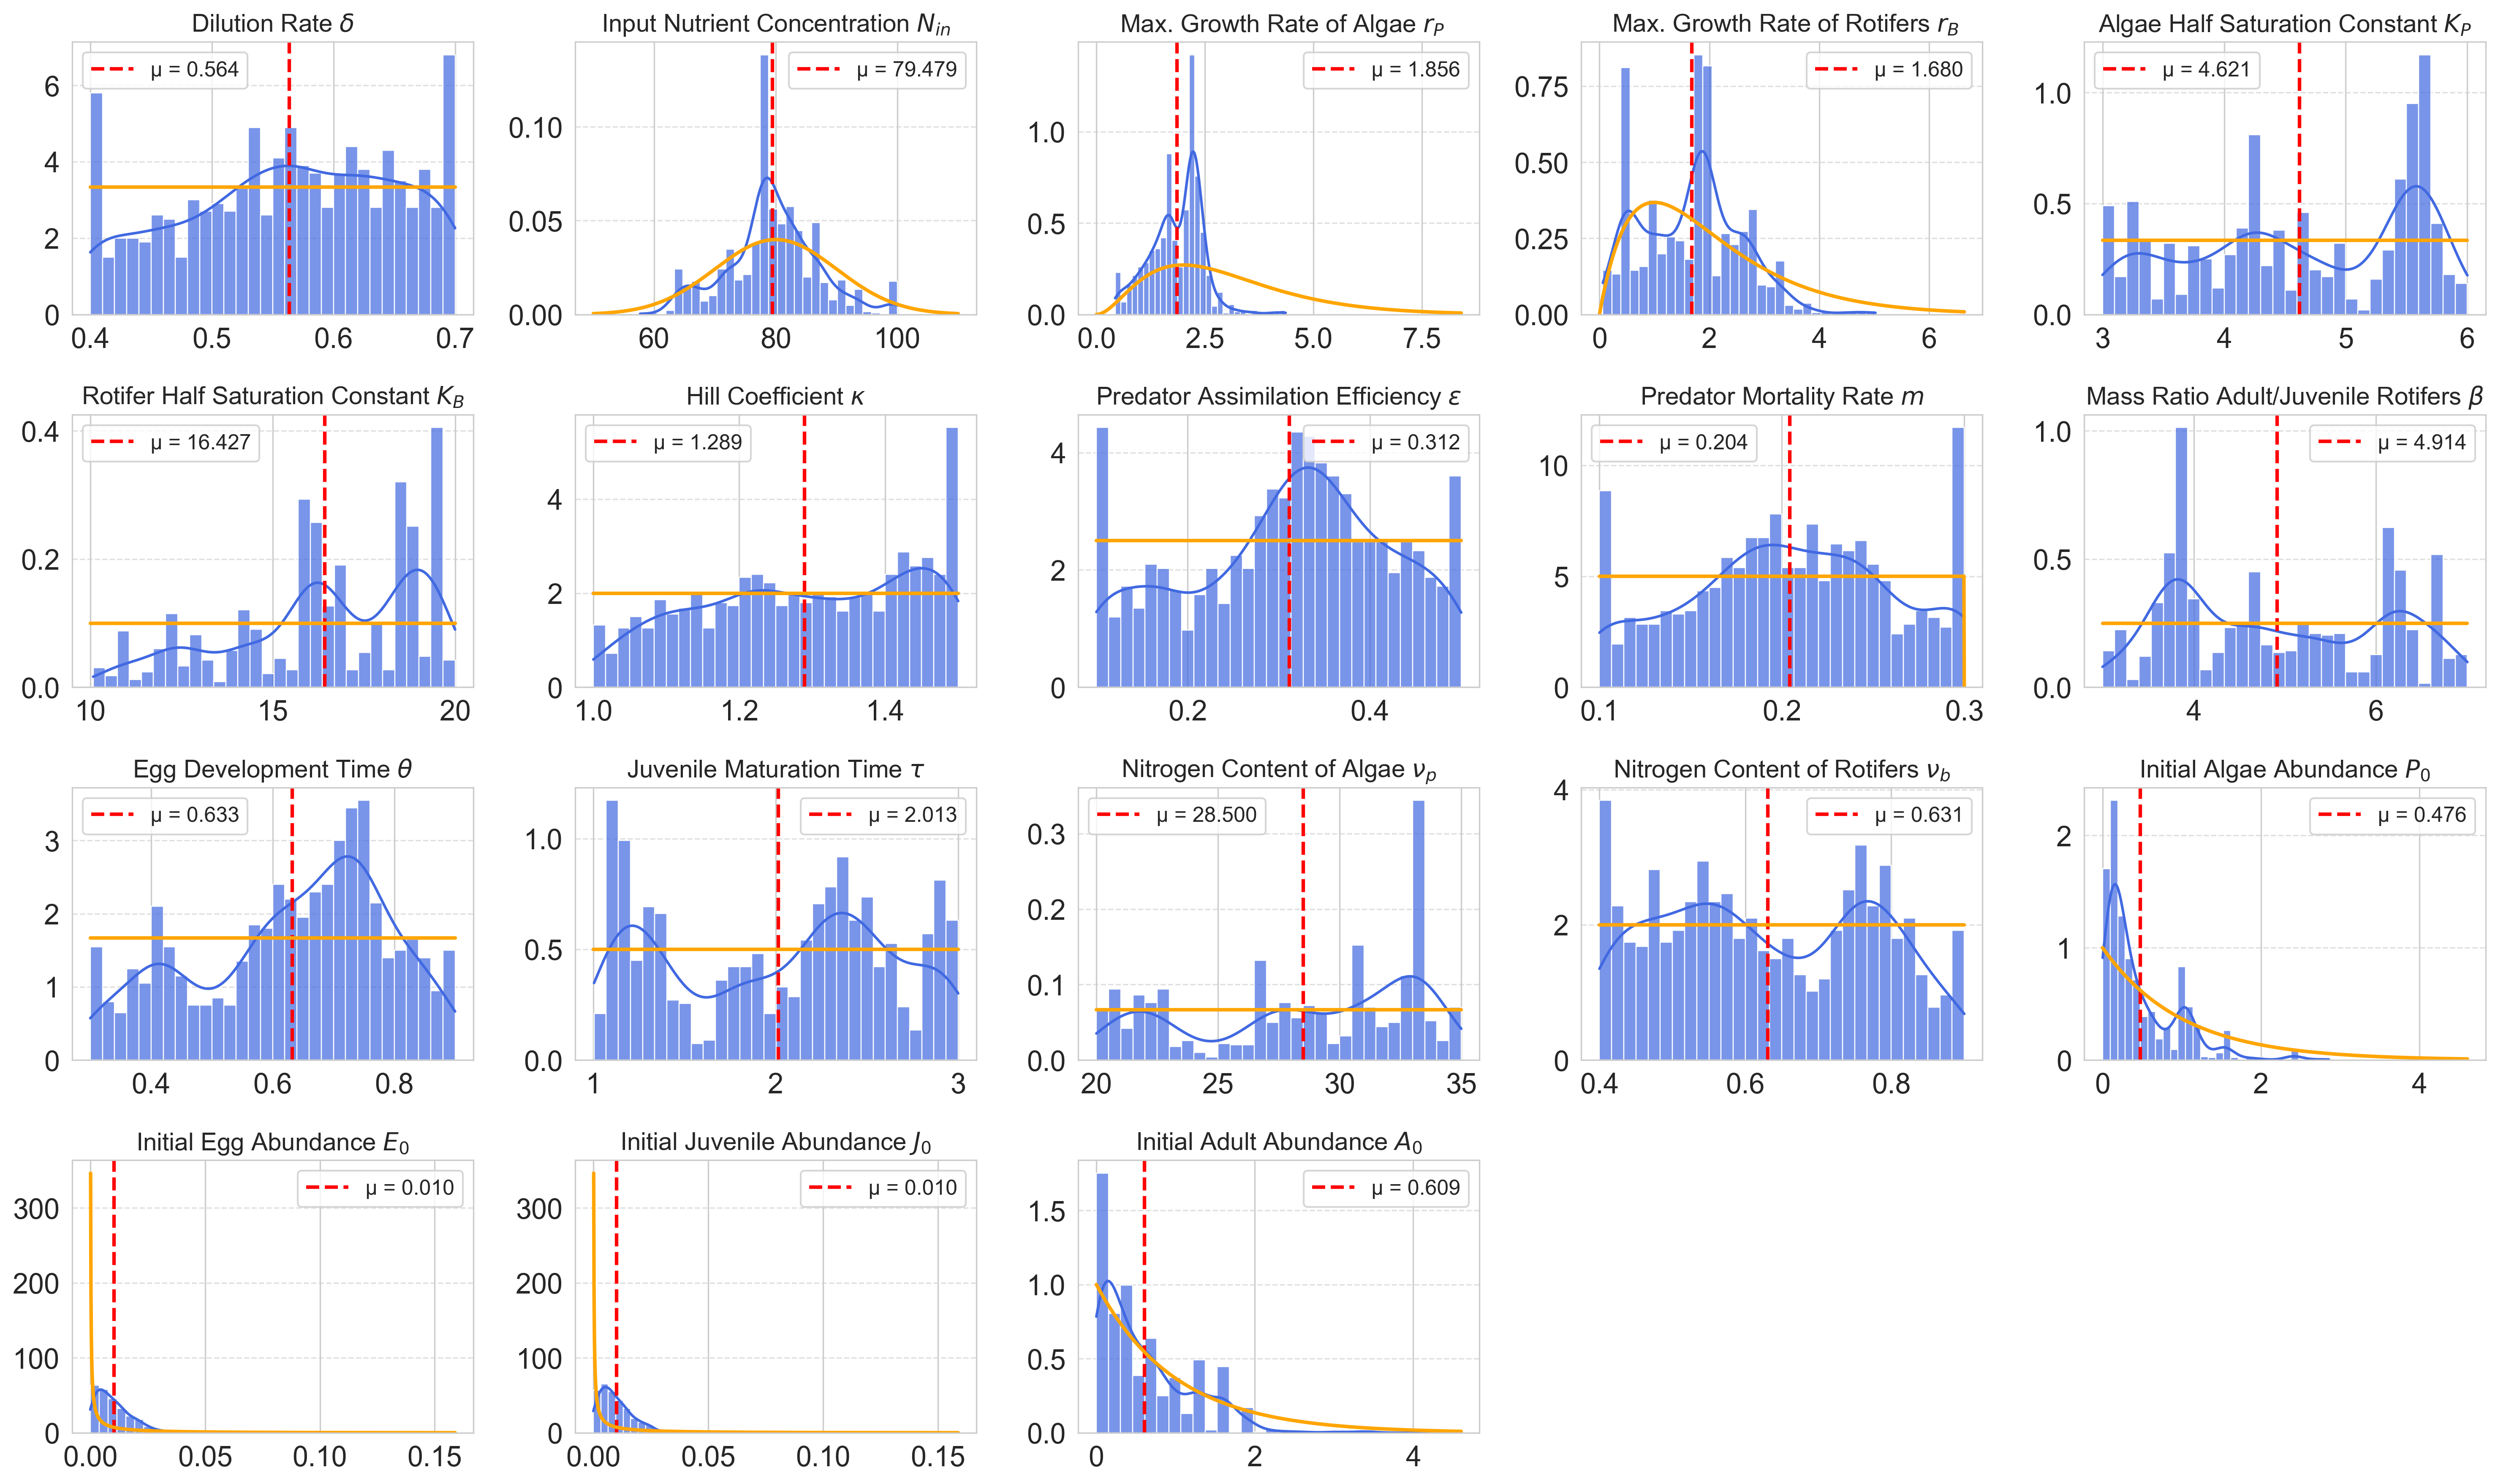 Dilution Rate δ
μ = 0.564
6
4
2
0
0.4 0.5 0.6 0.7
Input Nutrient Concentration N_in
μ = 79.479
0.10
0.05
0.00
60 80 100
Max. Growth Rate of Algae r_P
μ = 1.856
1.0
0.5
0.0
0.0 2.5 5.0 7.5
Max. Growth Rate of Rotifers r_B
μ = 1.680
0.75
0.50
0.25
0.00
0 2 4 6
Algae Half Saturation Constant K_P
μ = 4.621
1.0
0.5
0.0
3 4 5 6
Rotifer Half Saturation Constant K_B
μ = 16.427
0.4
0.2
0.0
10 15 20
Hill Coefficient κ
μ = 1.289
4
2
0
1.0 1.2 1.4
Predator Assimilation Efficiency ε
μ = 0.312
4
2
0
0.2 0.4
Predator Mortality Rate m
μ = 0.204
10
5
0
0.1 0.2 0.3
Mass Ratio Adult/Juvenile Rotifers β
μ = 4.914
1.0
0.5
0.0
4 6
Egg Development Time θ
μ = 0.633
3
2
1
0
0.4 0.6 0.8
Juvenile Maturation Time τ
μ = 2.013
1.0
0.5
0.0
1 2 3
Nitrogen Content of Algae ν_p
μ = 28.500
0.3
0.2
0.1
0.0
20 25 30 35
Nitrogen Content of Rotifers ν_b
μ = 0.631
4
2
0
0.4 0.6 0.8
Initial Algae Abundance P_0
μ = 0.476
2
1
0
0 2 4
Initial Egg Abundance E_0
μ = 0.010
300
200
100
0
0.00 0.05 0.10 0.15
Initial Juvenile Abundance J_0
μ = 0.010
300
200
100
0
0.00 0.05 0.10 0.15
Initial Adult Abundance A_0
μ = 0.609
1.5
1.0
0.5
0.0
0 2 4